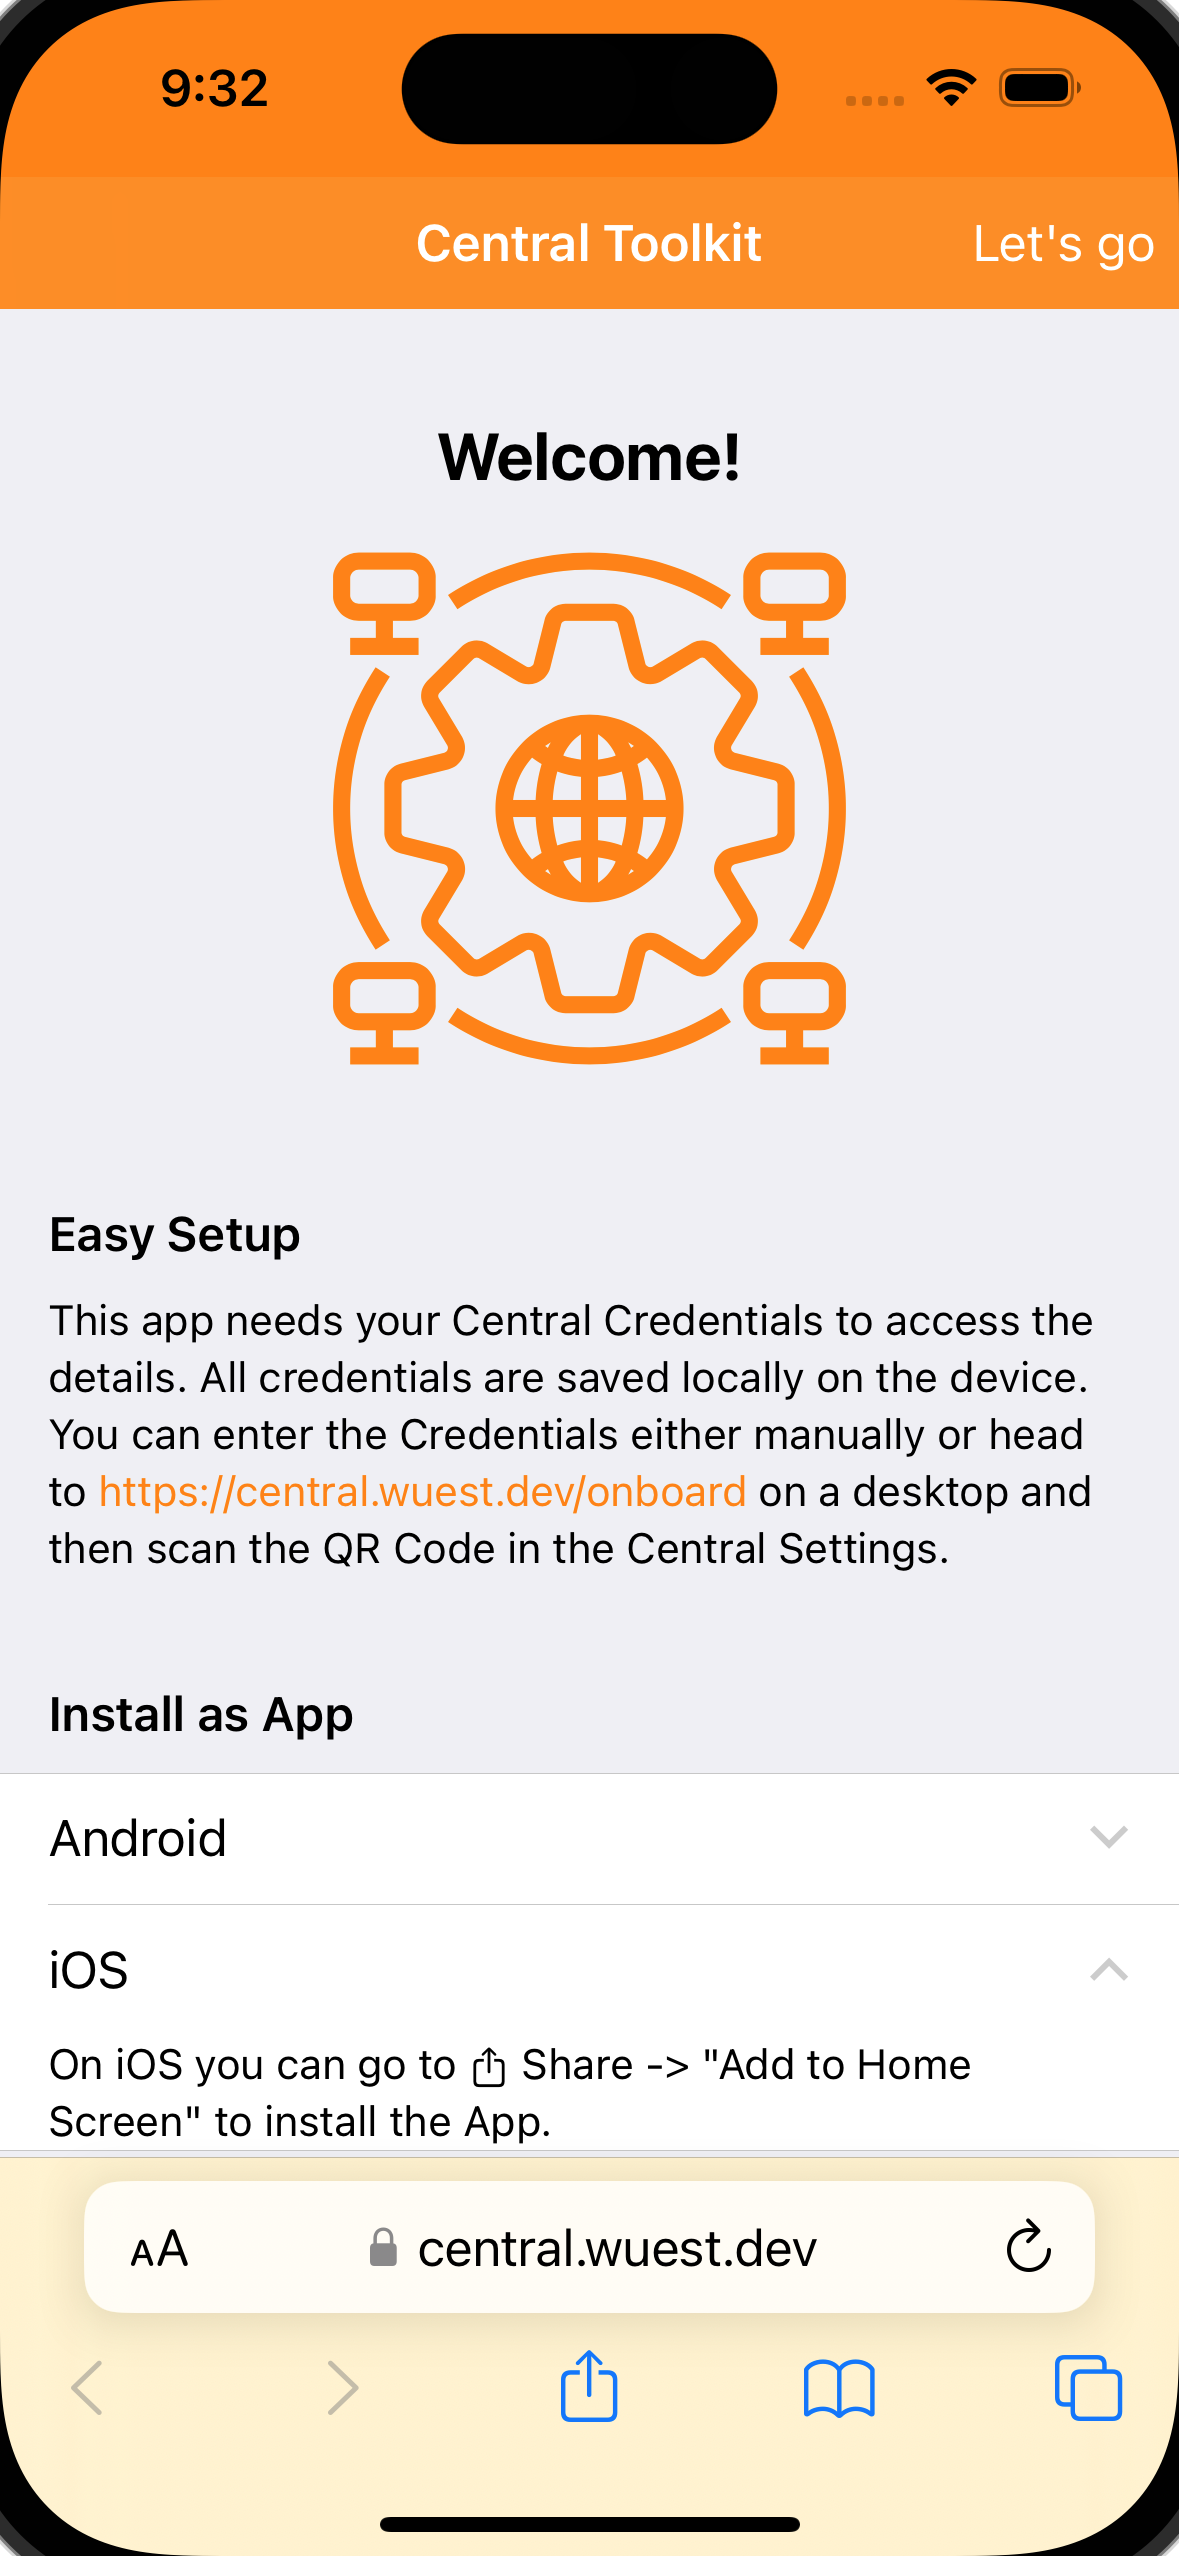 9:32
Central Toolkit
Let's go
Welcome!
Easy Setup
This app needs your Central Credentials to access the
details. All credentials are saved locally on the device.
You can enter the Credentials either manually or head
to https://central.wuest.dev/onboard on a desktop and
then scan the QR Code in the Central Settings.
Install as App
Android
iOS
On iOS you can go to Share -> "Add to Home
Screen" to install the App.
AA central.wuest.dev